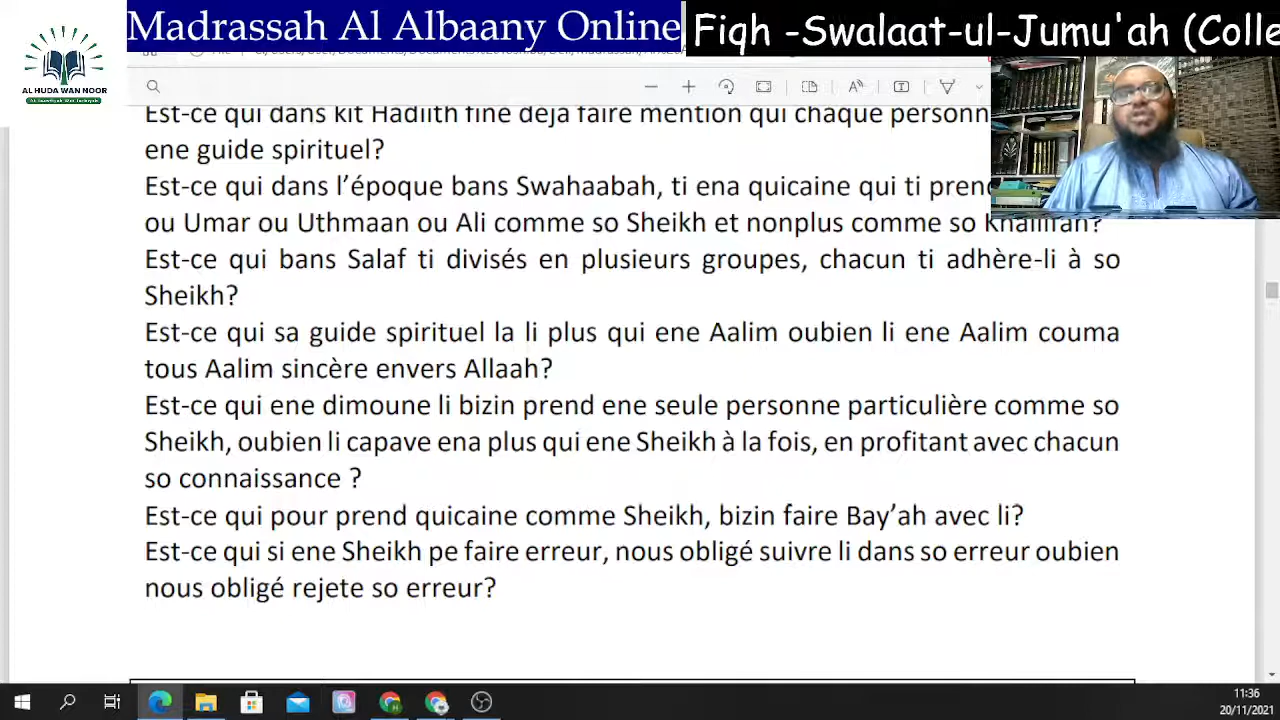 Madrassah Al Albaany Online
Fiqh -Swalaat-ul-Jumu'ah (Colle
AL HUDA WAN NOOR
Est-ce qui dans kit Hadiith fine déjà faire mention qui chaque personn
ene guide spirituel?
Est-ce qui dans l’époque bans Swahaabah, ti ena quicaine qui ti prend
ou Umar ou Uthmaan ou Ali comme so Sheikh et nonplus comme so Khaliifah?
Est-ce qui bans Salaf ti divisés en plusieurs groupes, chacun ti adhère-li à so
Sheikh?
Est-ce qui sa guide spirituel la li plus qui ene Aalim oubien li ene Aalim couma
tous Aalim sincère envers Allaah?
Est-ce qui ene dimoune li bizin prend ene seule personne particulière comme so
Sheikh, oubien li capave ena plus qui ene Sheikh à la fois, en profitant avec chacun
so connaissance ?
Est-ce qui pour prend quicaine comme Sheikh, bizin faire Bay’ah avec li?
Est-ce qui si ene Sheikh pe faire erreur, nous obligé suivre li dans so erreur oubien
nous obligé rejete so erreur?
11:36
20/11/2021